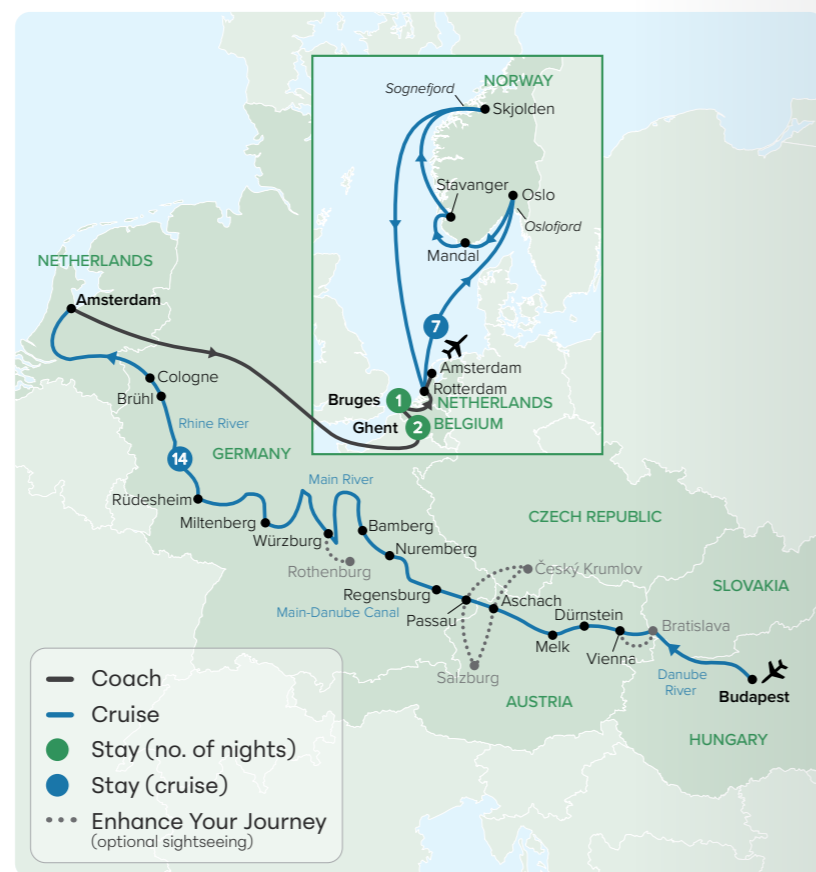 NORWAY
Sognefjord
Skjolden
Stavanger
Oslo
Oslofjord
Mandal
7
Amsterdam
Rotterdam
Bruges
1
NETHERLANDS
Ghent
2
BELGIUM
NETHERLANDS
Amsterdam
Cologne
Brühl
Rhine River
14
GERMANY
Rüdesheim
Main River
Miltenberg
Würzburg
Bamberg
Rothenburg
Nuremberg
CZECH REPUBLIC
Český Krumlov
Regensburg
Main-Danube Canal
Passau
Aschach
SLOVAKIA
Dürnstein
Bratislava
Melk
Vienna
Salzburg
Danube
River
Budapest
AUSTRIA
HUNGARY
Coach
Cruise
Stay (no. of nights)
Stay (cruise)
Enhance Your Journey
(optional sightseeing)